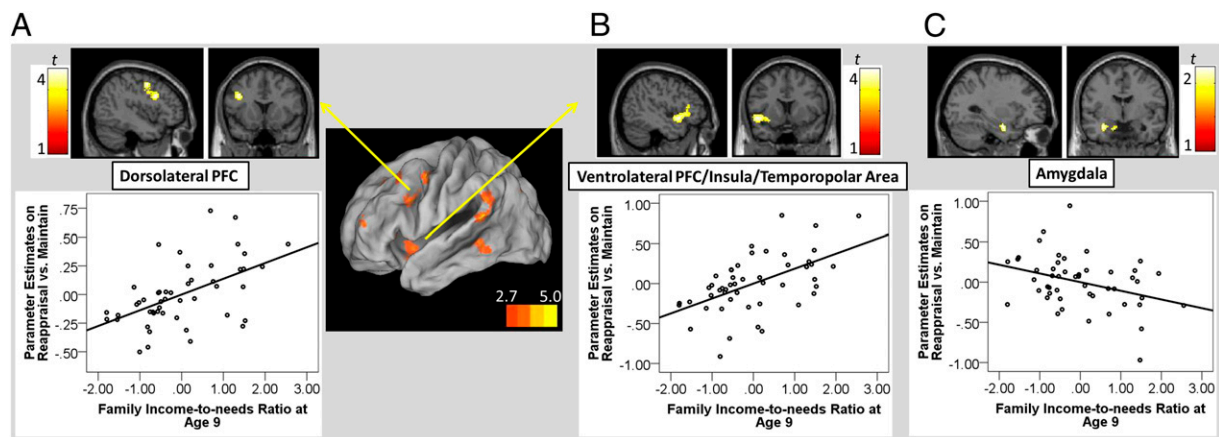 A
B
C
t
4
1
t
4
1
t
2
1
Dorsolateral PFC
Ventrolateral PFC/Insula/Temporopolar Area
Amygdala
2.7 5.0
Parameter Estimates on
Reappraisal vs. Maintain
.75
.50
.25
.00
-.25
-.50
-2.00 -1.00 .00 1.00 2.00 3.00
Family Income-to-needs Ratio at
Age 9
Parameter Estimates on
Reappraisal vs. Maintain
1.00
.50
.00
-.50
-1.00
-2.00 -1.00 .00 1.00 2.00 3.00
Family Income-to-needs Ratio at
Age 9
Parameter Estimates on
Reappraisal vs. Maintain
1.00
.50
.00
-.50
-1.00
-2.00 -1.00 .00 1.00 2.00 3.00
Family Income-to-needs Ratio at
Age 9